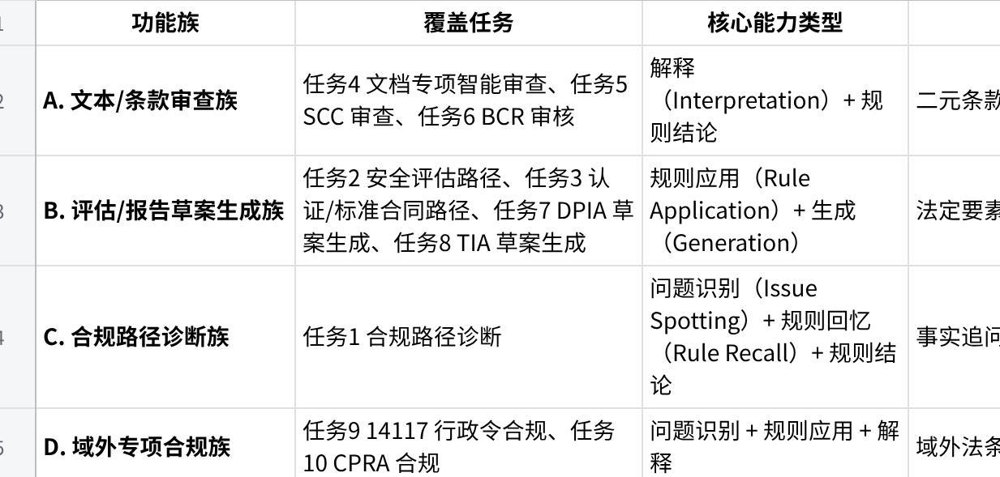 功能族 覆盖任务 核心能力类型
2 A. 文本/条款审查族
任务4 文档专项智能审查、任务5
SCC 审查、任务6 BCR 审核
解释
（Interpretation）+ 规
则结论
二元条款
3 B. 评估/报告草案生成族
任务2 安全评估路径、任务3 认
证/标准合同路径、任务7 DPIA 草
案生成、任务8 TIA 草案生成
规则应用（Rule
Application）+ 生成
（Generation）
法定要素
4 C. 合规路径诊断族
任务1 合规路径诊断
问题识别（Issue
Spotting）+ 规则回忆
（Rule Recall）+ 规则结
论
事实追问
5 D. 域外专项合规族
任务9 14117 行政令合规、任务
10 CPRA 合规
问题识别 + 规则应用 + 解
释
域外法条